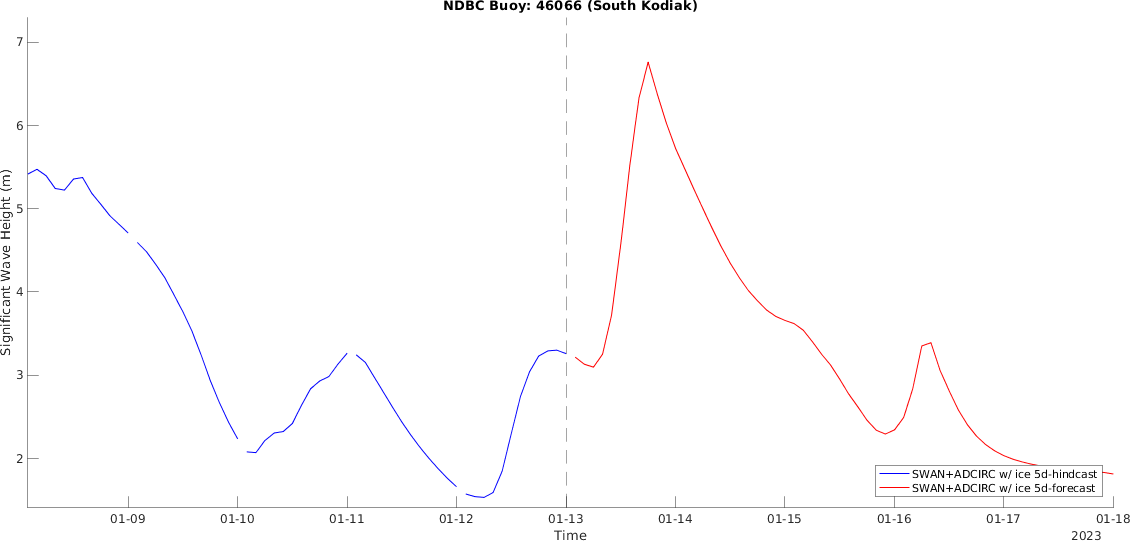 NDBC Buoy: 46066 (South Kodiak)
7
6
5
4
3
2
Significant Wave Height (m)
SWAN+ADCIRC w/ ice 5d-hindcast
SWAN+ADCIRC w/ ice 5d-forecast
01-09 01-10 01-11 01-12 01-13 01-14 01-15 01-16 01-17 01-18
Time
2023